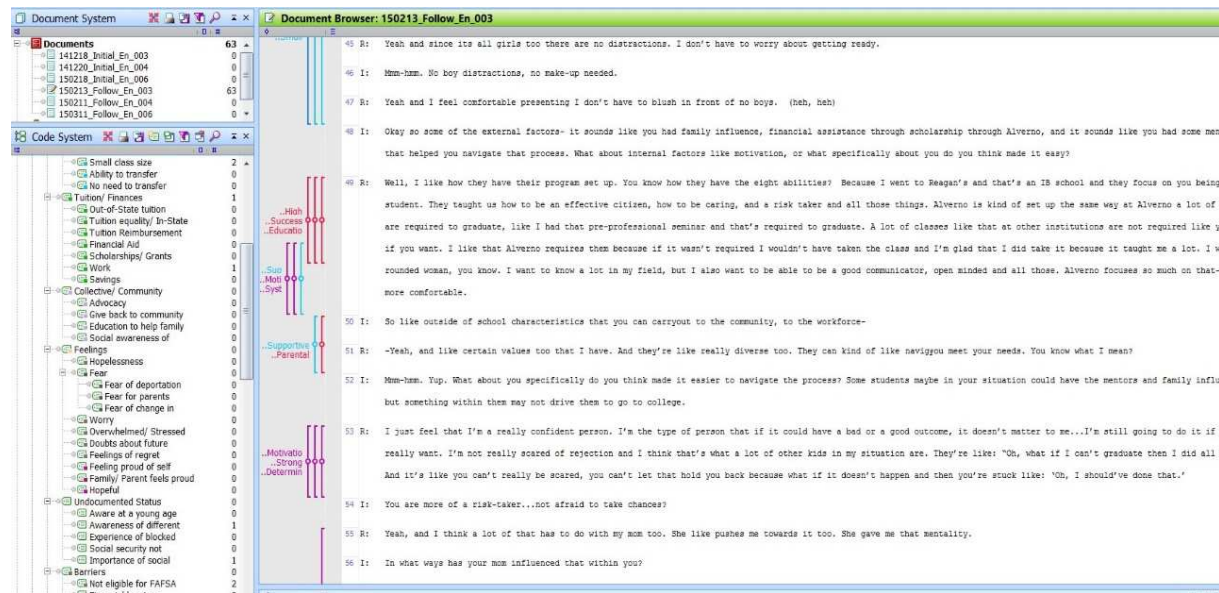 Document System
Documents 63
141218_Initial_En_003 0
141220_Initial_En_004 0
150218_Initial_En_006 0
150213_Follow_En_003 63
150211_Follow_En_004 0
150311_Follow_En_006 0
Code System
Small class size 2
Ability to transfer 0
No need to transfer 0
Tuition/ Finances 1
Out-of-State tuition 0
Tuition equality/ In-State 0
Tuition Reimbursement 0
Financial Aid 0
Scholarships/ Grants 0
Work 1
Savings 0
Collective/ Community 0
Advocacy 0
Give back to community 0
Education to help family 0
Social awareness of 0
Feelings 0
Hopelessness 0
Fear 0
Fear of deportation 0
Fear for parents 0
Fear of change in 0
Worry 0
Overwhelmed/ Stressed 0
Doubts about future 0
Feelings of regret 0
Feeling proud of self 0
Family/ Parent feels proud 0
Hopeful 0
Undocumented Status 0
Aware at a young age 0
Awareness of different 1
Experience of blocked 0
Social security not 0
Importance of social 1
Barriers 0
Not eligible for FAFSA 2
Document Browser: 150213_Follow_En_003
45 R: Yeah and since its all girls too there are no distractions. I don't have to worry about getting ready.
46 I: Mmm-hmm. No boy distractions, no make-up needed.
47 R: Yeah and I feel comfortable presenting I don't have to blush in front of no boys. (heh, heh)
48 I: Okay so some of the external factors- it sounds like you had family influence, financial assistance through scholarship through Alverno, and it sounds like you had some men
that helped you navigate that process. What about internal factors like motivation, or what specifically about you do you think made it easy?
..High
..Success
..Educatio
49 R: Well, I like how they have their program set up. You know how they have the eight abilities? Because I went to Reagan's and that's an IB school and they focus on you being
student. They taught us how to be an effective citizen, how to be caring, and a risk taker and all those things. Alverno is kind of set up the same way at Alverno a lot of
are required to graduate, like I had that pre-professional seminar and that's required to graduate. A lot of classes like that at other institutions are not required like y
if you want. I like that Alverno requires them because if it wasn't required I wouldn't have taken the class and I'm glad that I did take it because it taught me a lot. I w
rounded woman, you know. I want to know a lot in my field, but I also want to be able to be a good communicator, open minded and all those. Alverno focuses so much on that-
more comfortable.
..Suo
..Moti
..Syst
50 I: So like outside of school characteristics that you can carryout to the community, to the workforce-
..Supportive
..Parental
51 R: -Yeah, and like certain values too that I have. And they're like really diverse too. They can kind of like naviggou meet your needs. You know what I mean?
52 I: Mmm-hmm. Yup. What about you specifically do you think made it easier to navigate the process? Some students maybe in your situation could have the mentors and family influ
but something within them may not drive them to go to college.
..Motivatio
..Strong
..Determin
53 R: I just feel that I'm a really confident person. I'm the type of person that if it could have a bad or a good outcome, it doesn't matter to me...I'm still going to do it if
really want. I'm not really scared of rejection and I think that's what a lot of other kids in my situation are. They're like: "Oh, what if I can't graduate then I did all
And it's like you can't really be scared, you can't let that hold you back because what if it doesn't happen and then you're stuck like: 'Oh, I should've done that.'
54 I: You are more of a risk-taker...not afraid to take chances?
55 R: Yeah, and I think a lot of that has to do with my mom too. She like pushes me towards it too. She gave me that mentality.
56 I: In what ways has your mom influenced that within you?